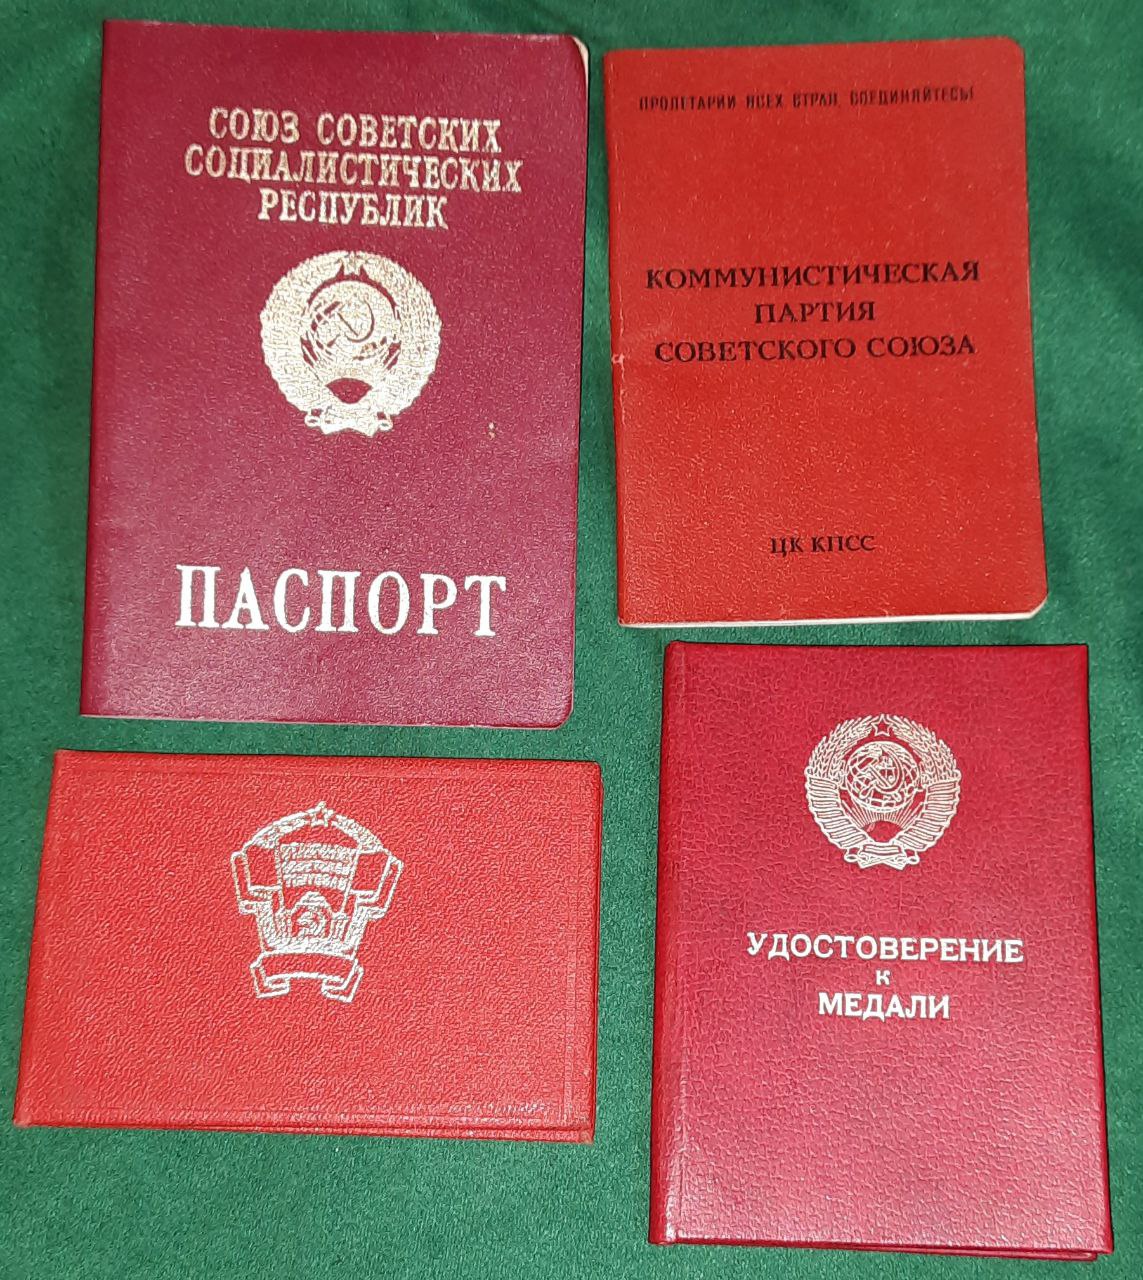 СОЮЗ СОВЕТСКИХ
СОЦИАЛИСТИЧЕСКИХ
РЕСПУБЛИК
ПАСПОРТ
ПРОЛЕТАРИИ ВСЕХ СТРАН, СОЕДИНЯЙТЕСЬ!
КОММУНИСТИЧЕСКАЯ
ПАРТИЯ
СОВЕТСКОГО СОЮЗА
ЦК КПСС
УДОСТОВЕРЕНИЕ
К
МЕДАЛИ